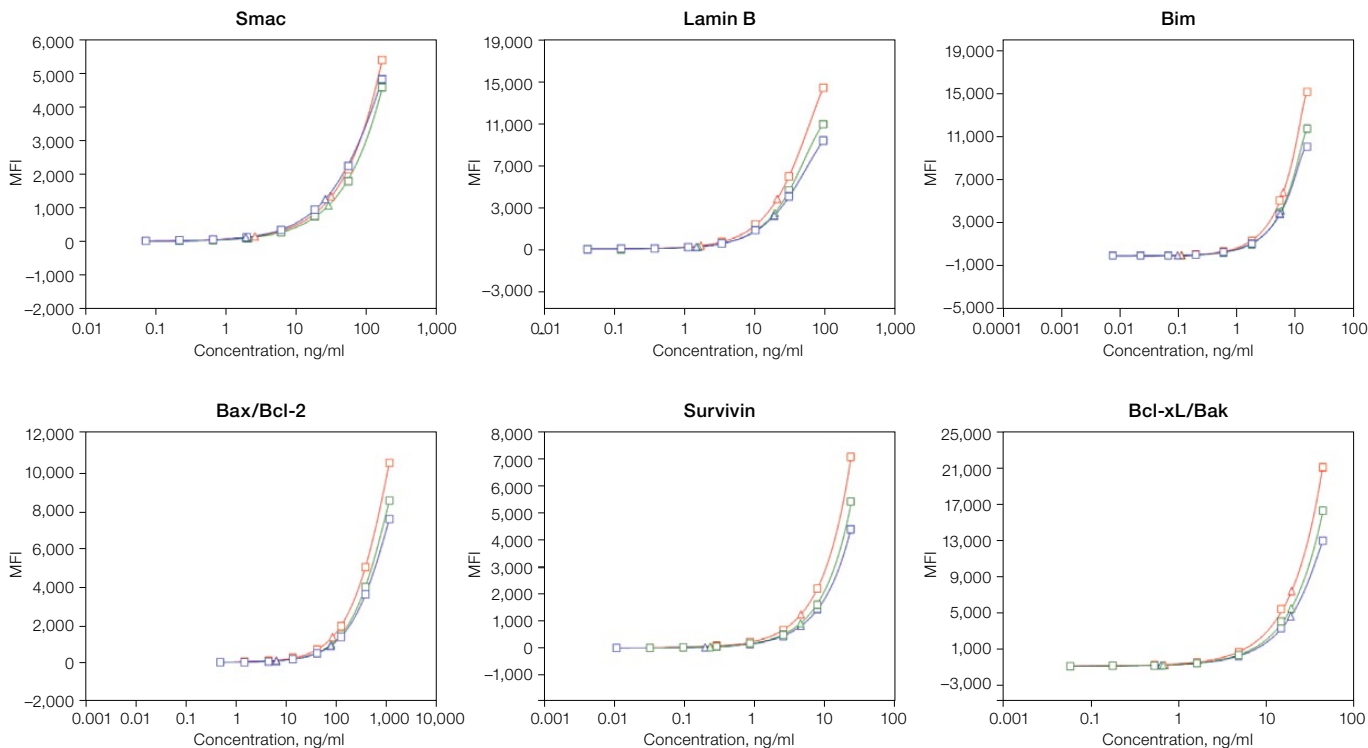 Smac
6,000
5,000
4,000
3,000
2,000
1,000
0
–1,000
–2,000
MFI
0.01 0.1 1 10 100 1,000
Concentration, ng/ml
Lamin B
19,000
15,000
11,000
7,000
3,000
0
–3,000
MFI
0.01 0.1 1 10 100 1,000
Concentration, ng/ml
Bim
19,000
15,000
11,000
7,000
3,000
–1,000
–5,000
MFI
0.0001 0.001 0.01 0.1 1 10 100
Concentration, ng/ml
Bax/Bcl-2
12,000
10,000
8,000
6,000
4,000
2,000
0
–2,000
MFI
0.001 0.01 0.1 1 10 100 1,000 10,000
Concentration, ng/ml
Survivin
8,000
7,000
6,000
5,000
4,000
3,000
2,000
1,000
0
–1,000
MFI
0.001 0.01 0.1 1 10 100
Concentration, ng/ml
Bcl-xL/Bak
25,000
21,000
17,000
13,000
9,000
5,000
1,000
–3,000
MFI
0.001 0.1 1 10 100
Concentration, ng/ml